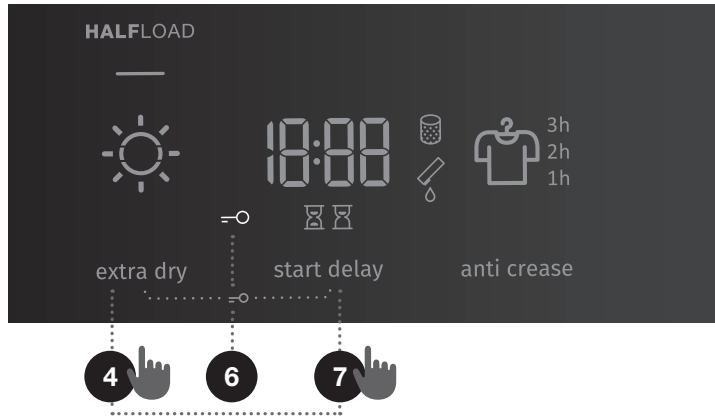 HALFLOAD
18:88
3h
2h
1h
extra dry
start delay
anti crease
4
6
7